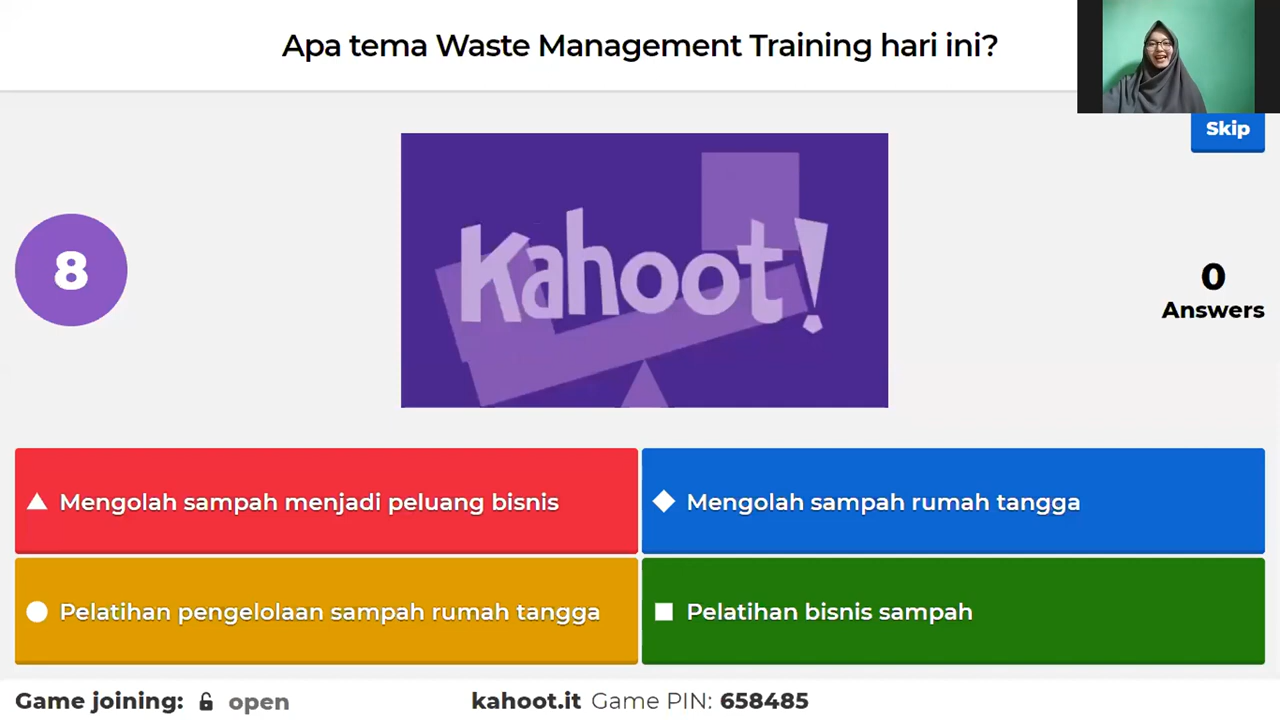 Apa tema Waste Management Training hari ini?
Skip
8
Kahoot!
0
Answers
Mengolah sampah menjadi peluang bisnis
Mengolah sampah rumah tangga
Pelatihan pengelolaan sampah rumah tangga
Pelatihan bisnis sampah
Game joining: open
kahoot.it Game PIN: 658485